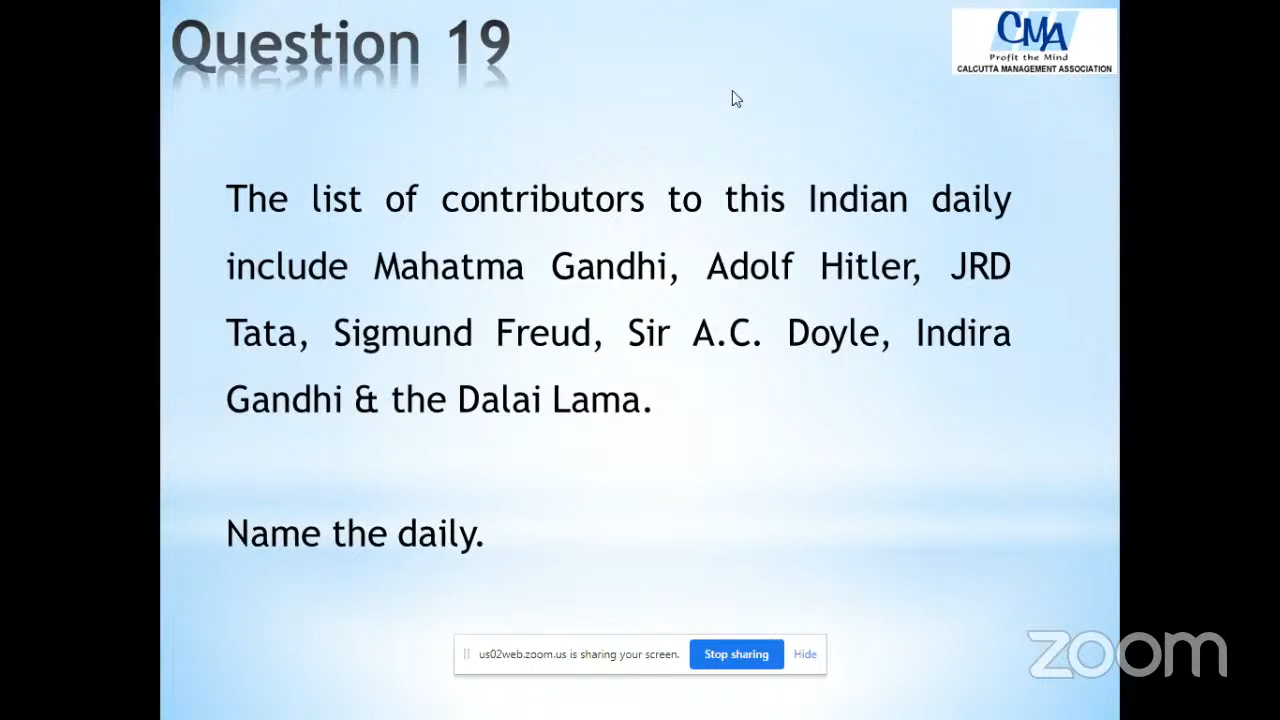 Question 19
CMA
Profit the Mind
CALCUTTA MANAGEMENT ASSOCIATION
The list of contributors to this Indian daily
include Mahatma Gandhi, Adolf Hitler, JRD
Tata, Sigmund Freud, Sir A.C. Doyle, Indira
Gandhi & the Dalai Lama.
Name the daily.
us02web.zoom.us is sharing your screen. Stop sharing Hide
zoom